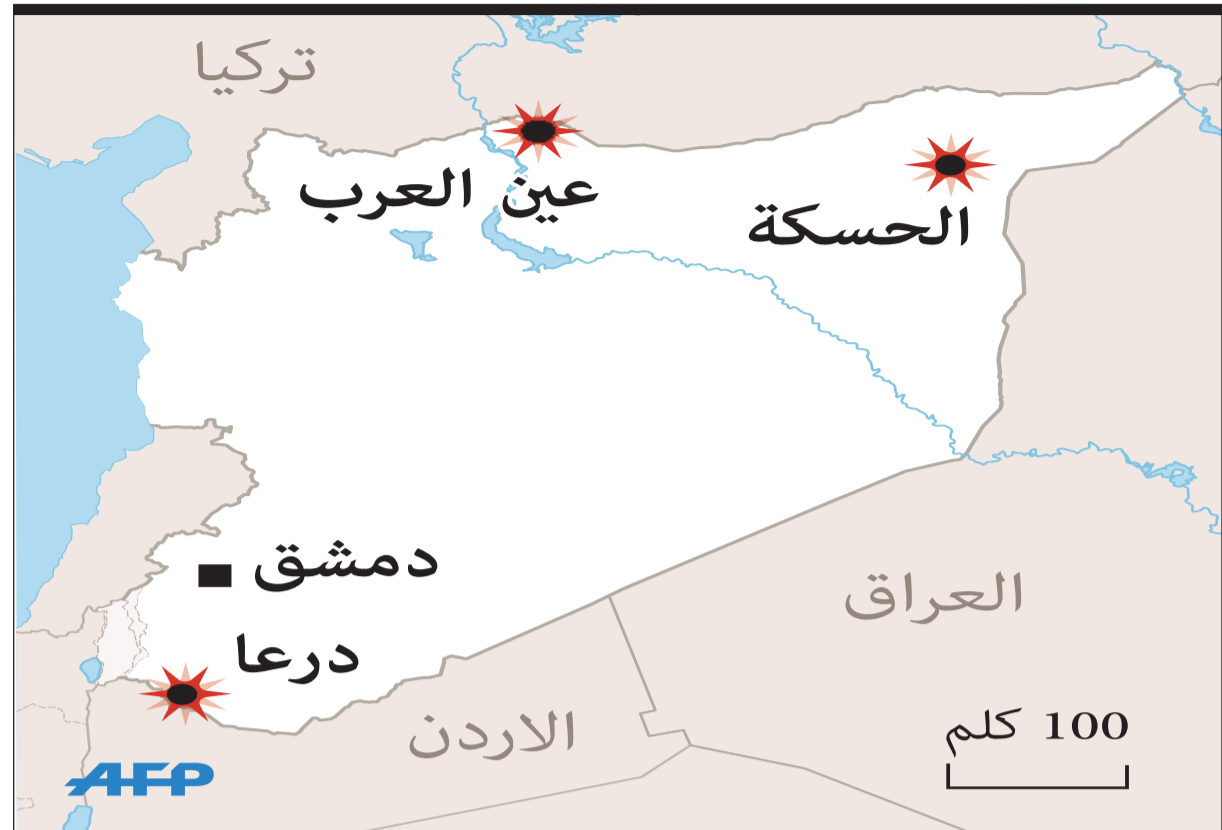 تركيا
عين العرب
الحسكة
دمشق
درعا
العراق
الاردن
100 كلم
AFP